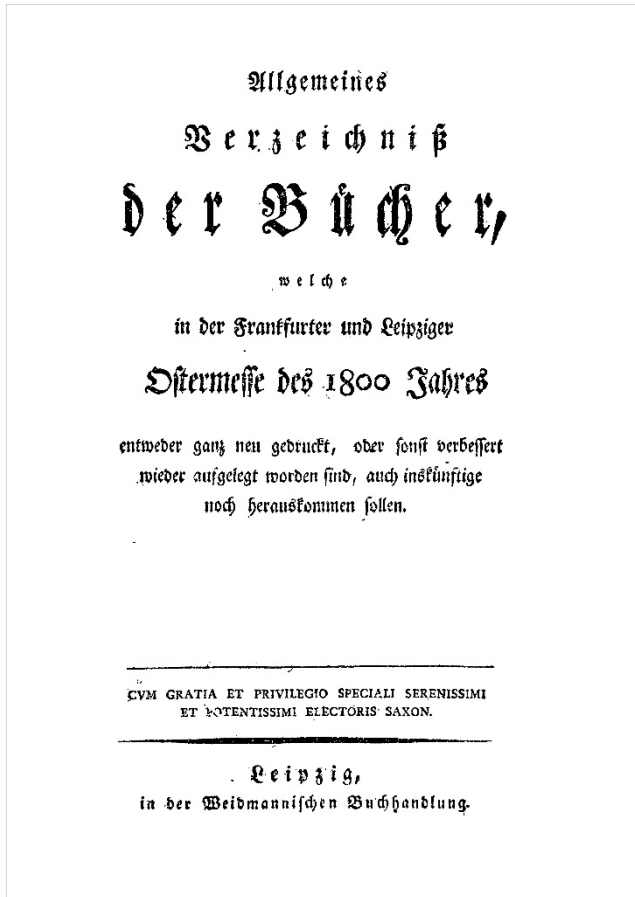 Allgemeines
Verzeichniß
der Bücher,
welche
in der Frankfurter und Leipziger
Ostermesse des 1800 Jahres
entweder ganz neu gedruckt, oder sonst verbessert
wieder aufgelegt worden sind, auch inskünftige
noch herauskommen sollen.
CVM GRATIA ET PRIVILEGIO SPECIALI SERENISSIMI
ET POTENTISSIMI ELECTORIS SAXON.
Leipzig,
in der Weidmannischen Buchhandlung.